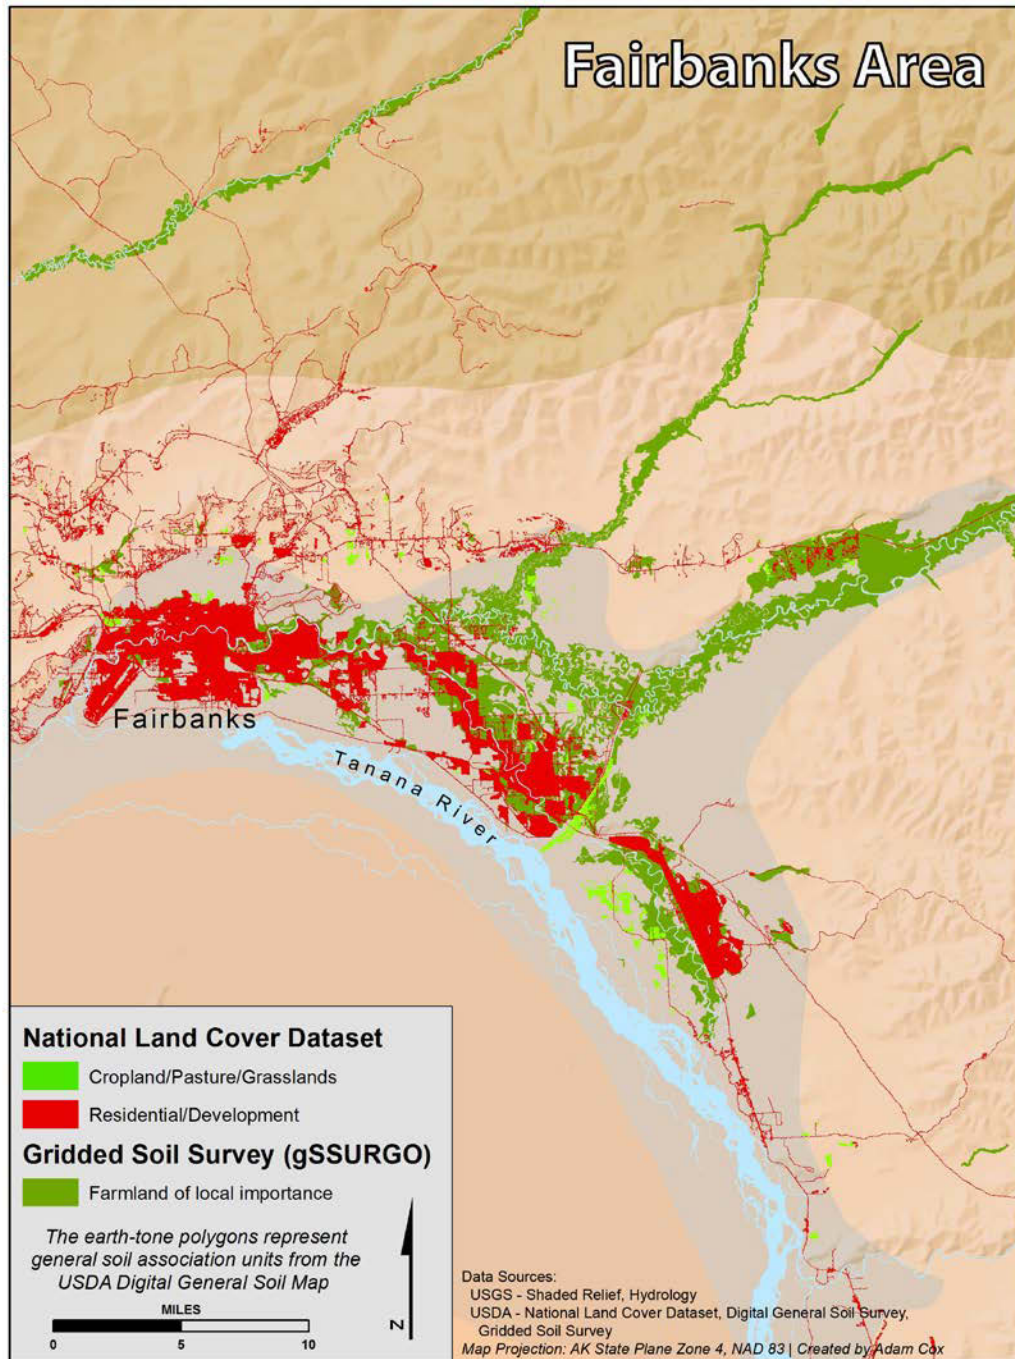 Fairbanks Area
Fairbanks
Tanana River
National Land Cover Dataset
Cropland/Pasture/Grasslands
Residential/Development
Gridded Soil Survey (gSSURGO)
Farmland of local importance
The earth-tone polygons represent
general soil association units from the
USDA Digital General Soil Map
MILES
0 5 10
N
Data Sources:
USGS - Shaded Relief, Hydrology
USDA - National Land Cover Dataset, Digital General Soil Survey,
Gridded Soil Survey
Map Projection: AK State Plane Zone 4, NAD 83 | Created by Adam Cox